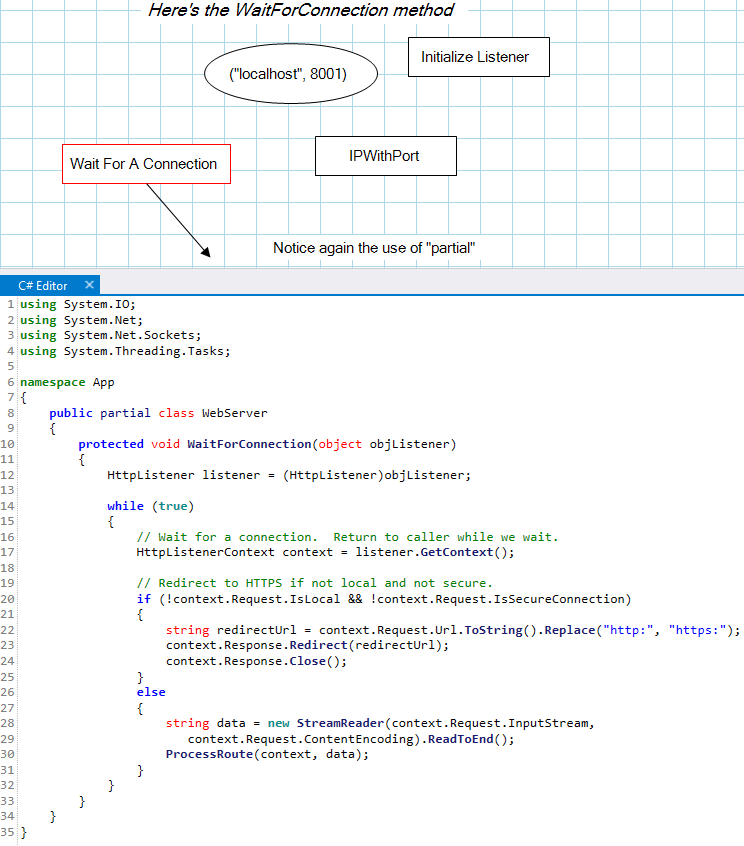 Here's the WaitForConnection method
Initialize Listener
("localhost", 8001)
IPWithPort
Wait For A Connection
Notice again the use of "partial"
C# Editor ✕
1 using System.IO;
2 using System.Net;
3 using System.Net.Sockets;
4 using System.Threading.Tasks;
5
6 namespace App
7 {
8     public partial class WebServer
9     {
10         protected void WaitForConnection(object objListener)
11         {
12             HttpListener listener = (HttpListener)objListener;
13
14             while (true)
15             {
16                 // Wait for a connection.  Return to caller while we wait.
17                 HttpListenerContext context = listener.GetContext();
18
19                 // Redirect to HTTPS if not local and not secure.
20                 if (!context.Request.IsLocal && !context.Request.IsSecureConnection)
21                 {
22                     string redirectUrl = context.Request.Url.ToString().Replace("http:", "https:");
23                     context.Response.Redirect(redirectUrl);
24                     context.Response.Close();
25                 }
26                 else
27                 {
28                     string data = new StreamReader(context.Request.InputStream,
29                        context.Request.ContentEncoding).ReadToEnd();
30                     ProcessRoute(context, data);
31                 }
32             }
33         }
34     }
35 }